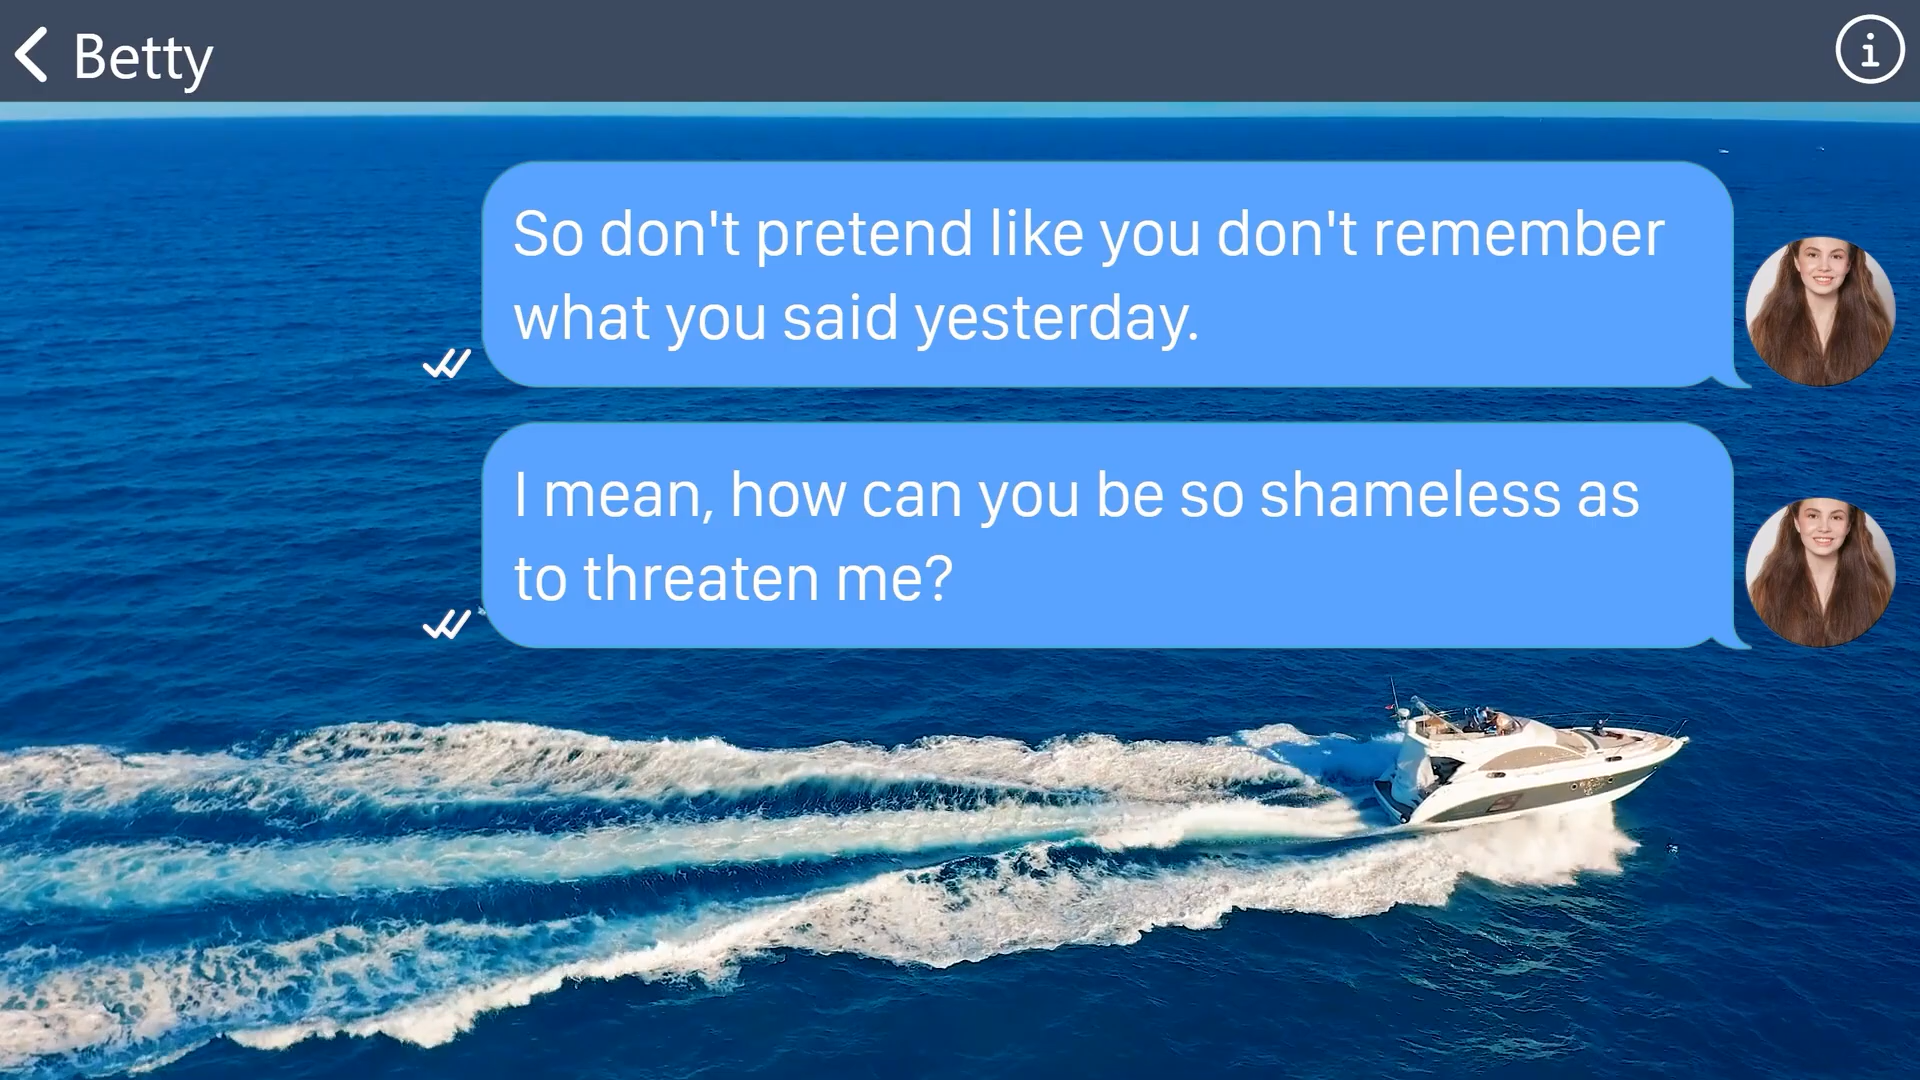 Betty
So don't pretend like you don't remember
what you said yesterday.
I mean, how can you be so shameless as
to threaten me?